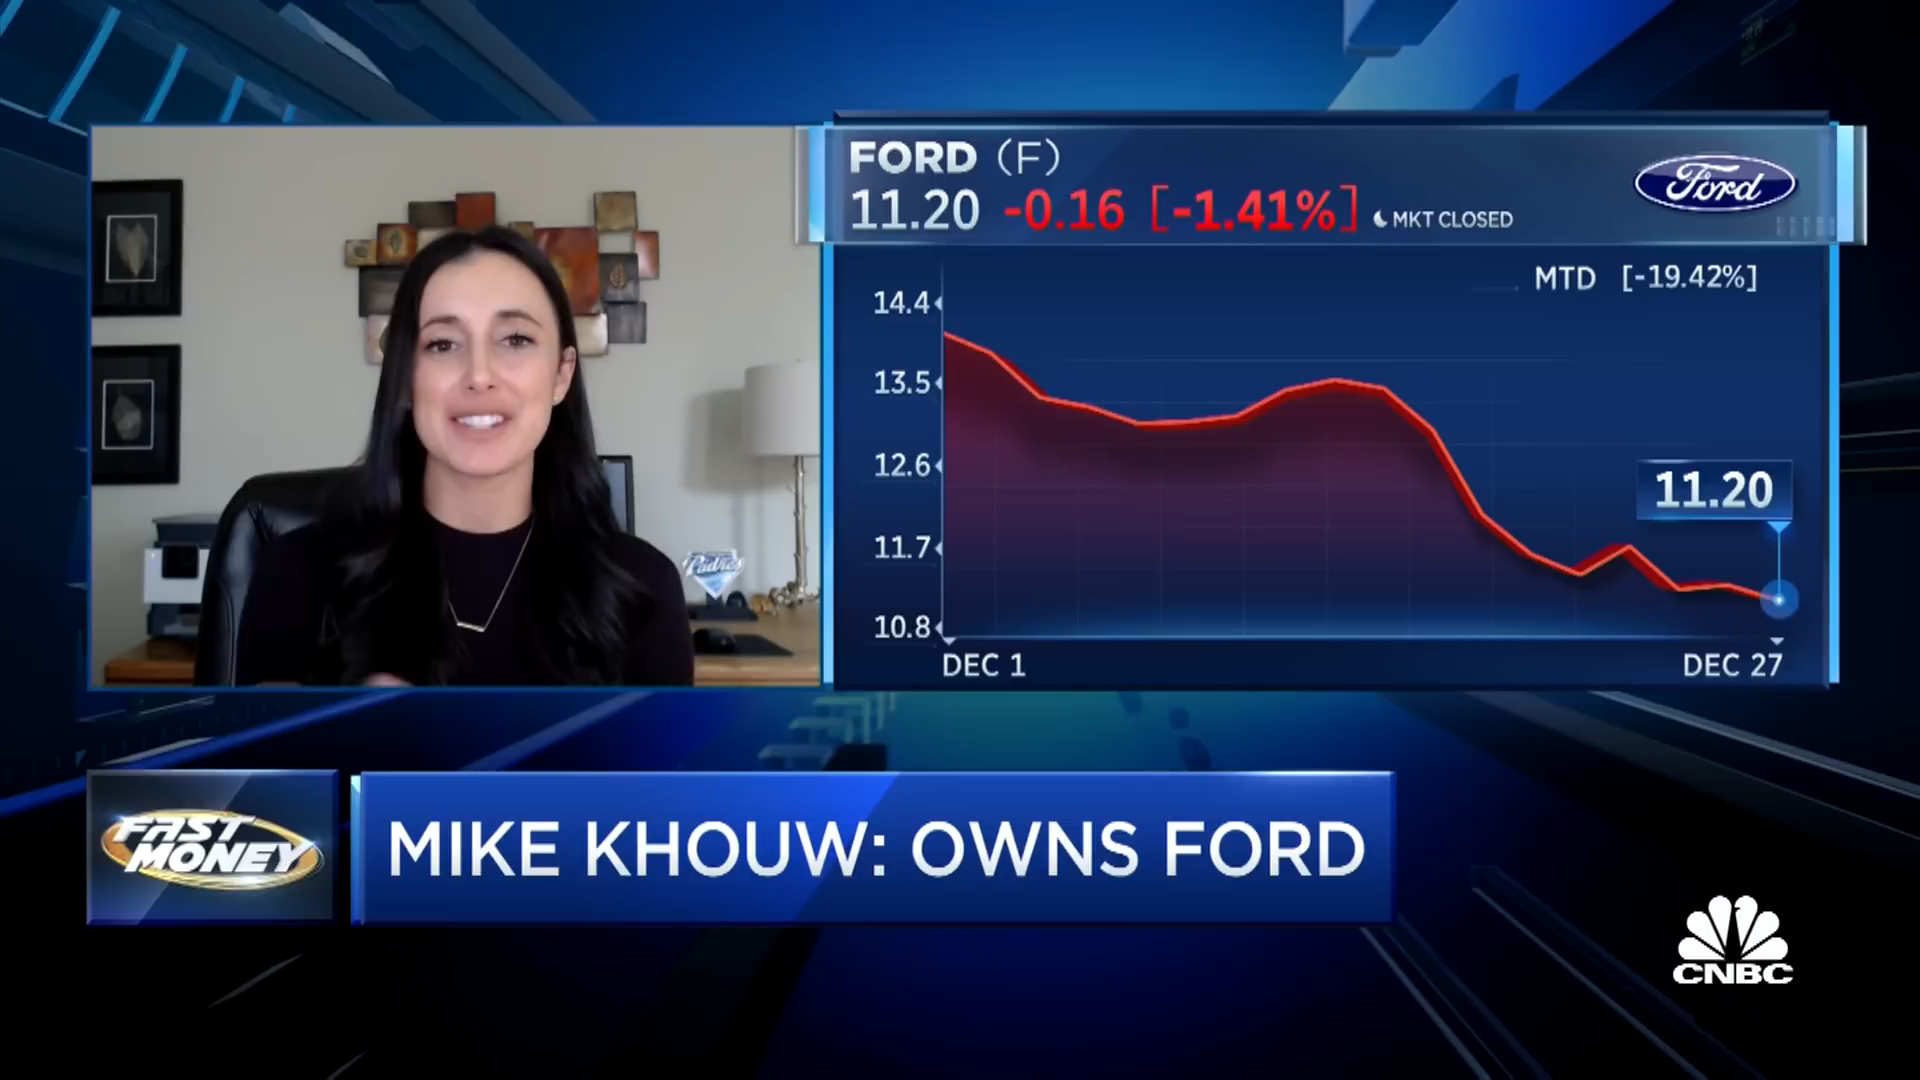 FORD (F)
11.20 -0.16 [-1.41%] MKT CLOSED
Ford
MTD [-19.42%]
14.4
13.5
12.6
11.7
10.8
11.20
DEC 1
DEC 27
Padres
FAST MONEY
MIKE KHOUW: OWNS FORD
CNBC